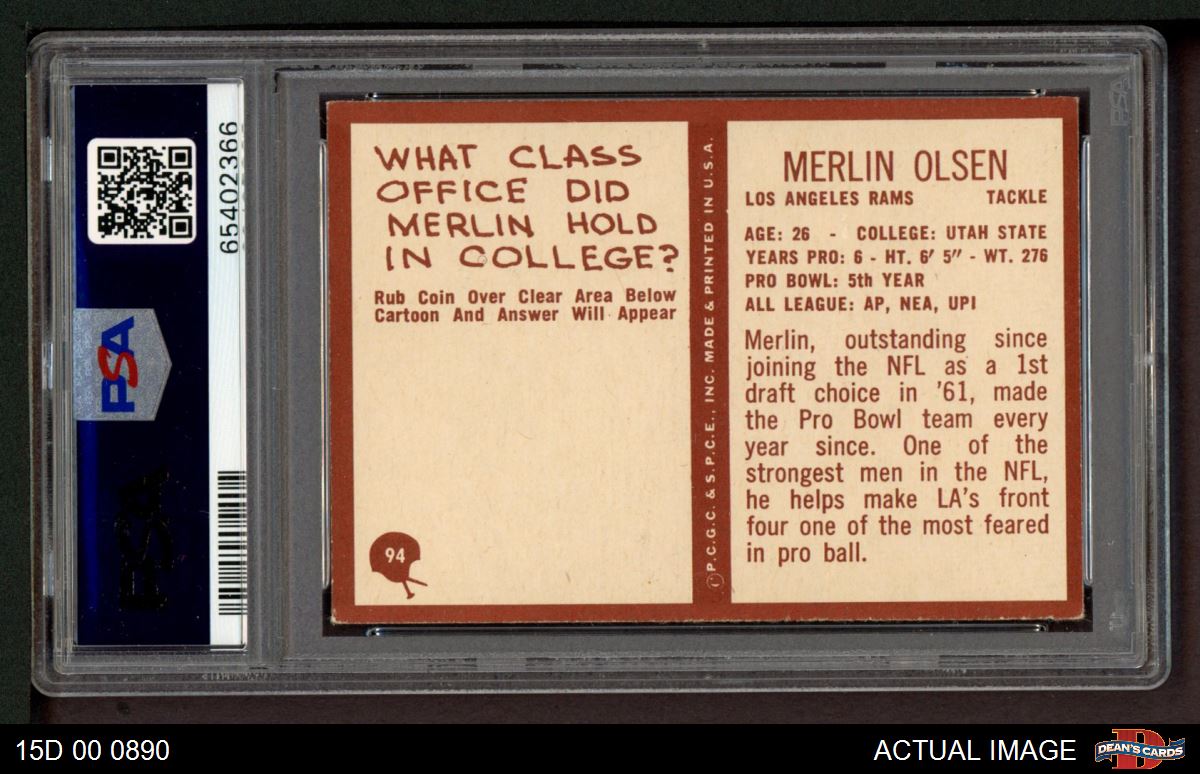 65402366
PSA
WHAT CLASS
OFFICE DID
MERLIN HOLD
IN COLLEGE?
Rub Coin Over Clear Area Below
Cartoon And Answer Will Appear
94
© P.C.G.C. & S.P.C.E., INC. MADE & PRINTED IN U.S.A.
MERLIN OLSEN
LOS ANGELES RAMS TACKLE
AGE: 26 - COLLEGE: UTAH STATE
YEARS PRO: 6 - HT. 6' 5" - WT. 276
PRO BOWL: 5th YEAR
ALL LEAGUE: AP, NEA, UPI
Merlin, outstanding since
joining the NFL as a 1st
draft choice in '61, made
the Pro Bowl team every
year since. One of the
strongest men in the NFL,
he helps make LA's front
four one of the most feared
in pro ball.
PSA
PSA
15D 00 0890
ACTUAL IMAGE
DEAN'S CARDS